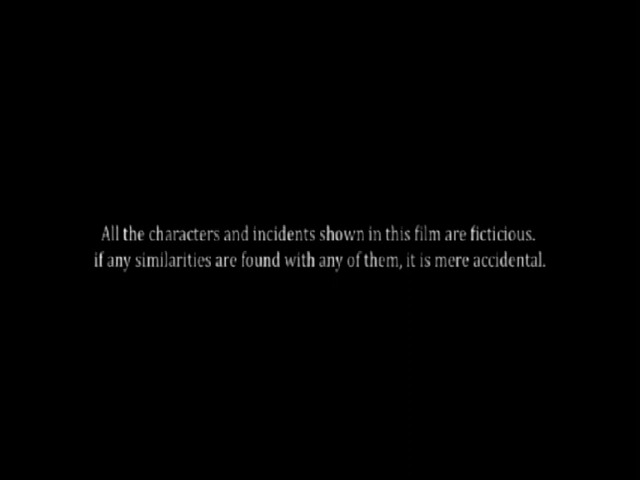 All the characters and incidents shown in this film are ficticious.
if any similarities are found with any of them, it is mere accidental.